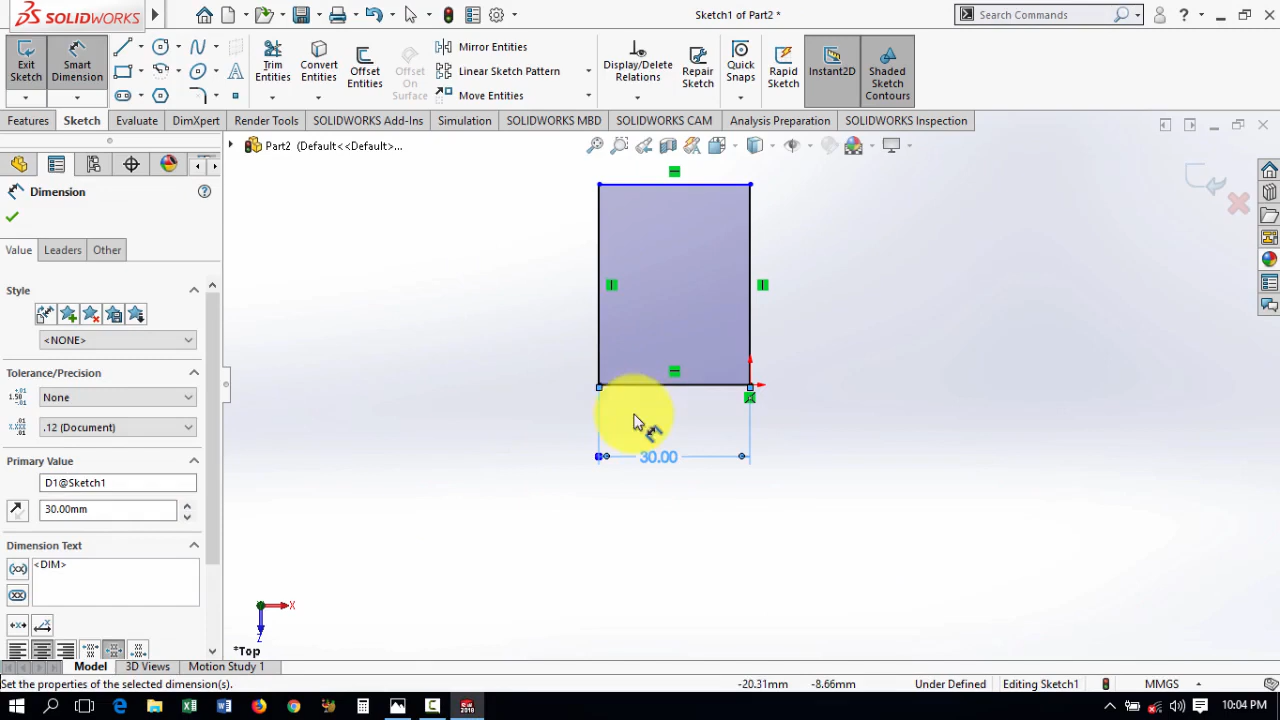 SOLIDWORKS
Sketch1 of Part2 *
Search Commands
Exit Sketch
Smart Dimension
Trim Entities
Convert Entities
Offset Entities
Offset On Surface
Mirror Entities
Linear Sketch Pattern
Move Entities
Display/Delete Relations
Repair Sketch
Quick Snaps
Rapid Sketch
Instant2D
Shaded Sketch Contours
Features
Sketch
Evaluate
DimXpert
Render Tools
SOLIDWORKS Add-Ins
Simulation
SOLIDWORKS MBD
SOLIDWORKS CAM
Analysis Preparation
SOLIDWORKS Inspection
Part2 (Default<<Default>...
Dimension
Value
Leaders
Other
Style
<NONE>
Tolerance/Precision
None
.12 (Document)
Primary Value
D1@Sketch1
30.00mm
Dimension Text
<DIM>
30.00
X
Z
*Top
Model
3D Views
Motion Study 1
Set the properties of the selected dimension(s).
-20.31mm
-8.66mm
Under Defined
Editing Sketch1
MMGS
10:04 PM